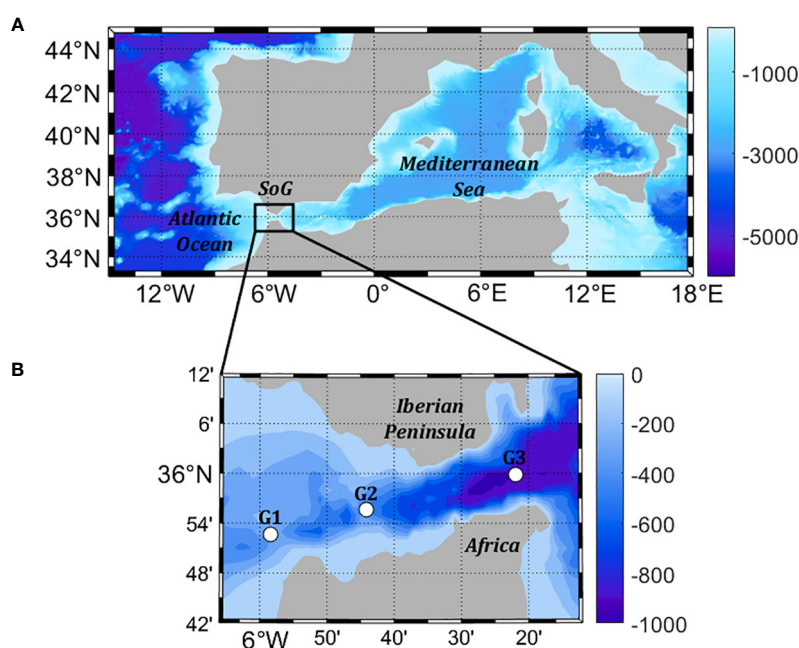 A
44°N
42°N
40°N
38°N
36°N
34°N
Mediterranean
Sea
SoG
Atlantic
Ocean
12°W
6°W
0°
6°E
12°E
18°E
-1000
-3000
-5000
B
12'
6'
36°N
54'
48'
42'
Iberian
Peninsula
G3
G2
G1
Africa
6°W
50'
40'
30'
20'
0
-200
-400
-600
-800
-1000